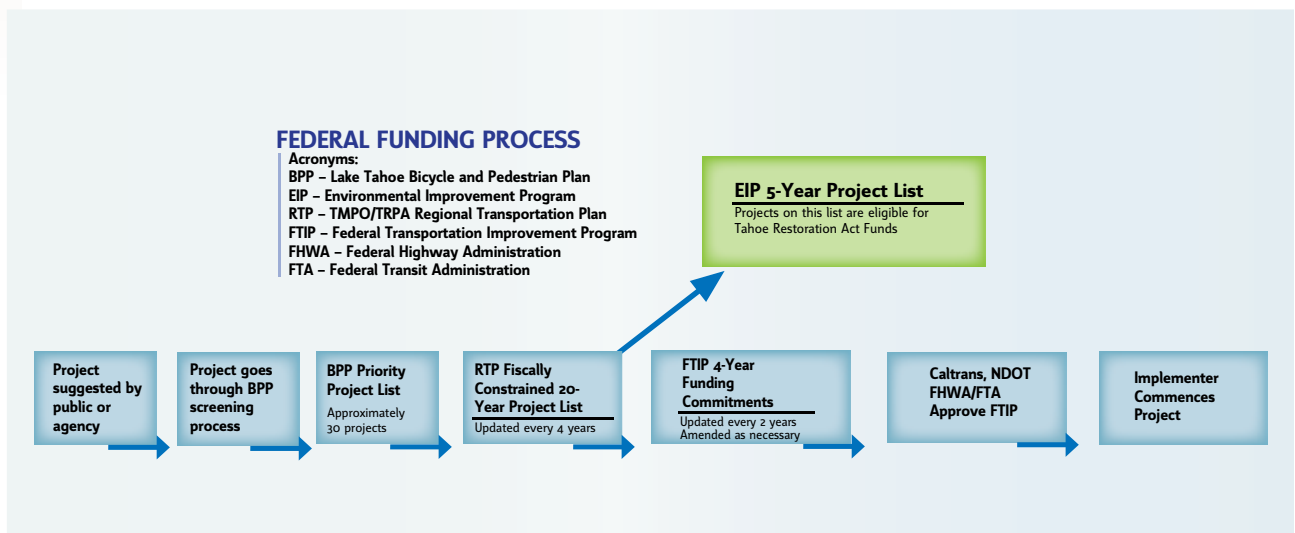 FEDERAL FUNDING PROCESS
Acronyms:
BPP – Lake Tahoe Bicycle and Pedestrian Plan
EIP – Environmental Improvement Program
RTP – TMPO/TRPA Regional Transportation Plan
FTIP – Federal Transportation Improvement Program
FHWA – Federal Highway Administration
FTA – Federal Transit Administration
EIP 5-Year Project List
Projects on this list are eligible for
Tahoe Restoration Act Funds
Project
suggested by
public or
agency
Project goes
through BPP
screening
process
BPP Priority
Project List
Approximately
30 projects
RTP Fiscally
Constrained 20-
Year Project List
Updated every 4 years
FTIP 4-Year
Funding
Commitments
Updated every 2 years
Amended as necessary
Caltrans, NDOT
FHWA/FTA
Approve FTIP
Implementer
Commences
Project